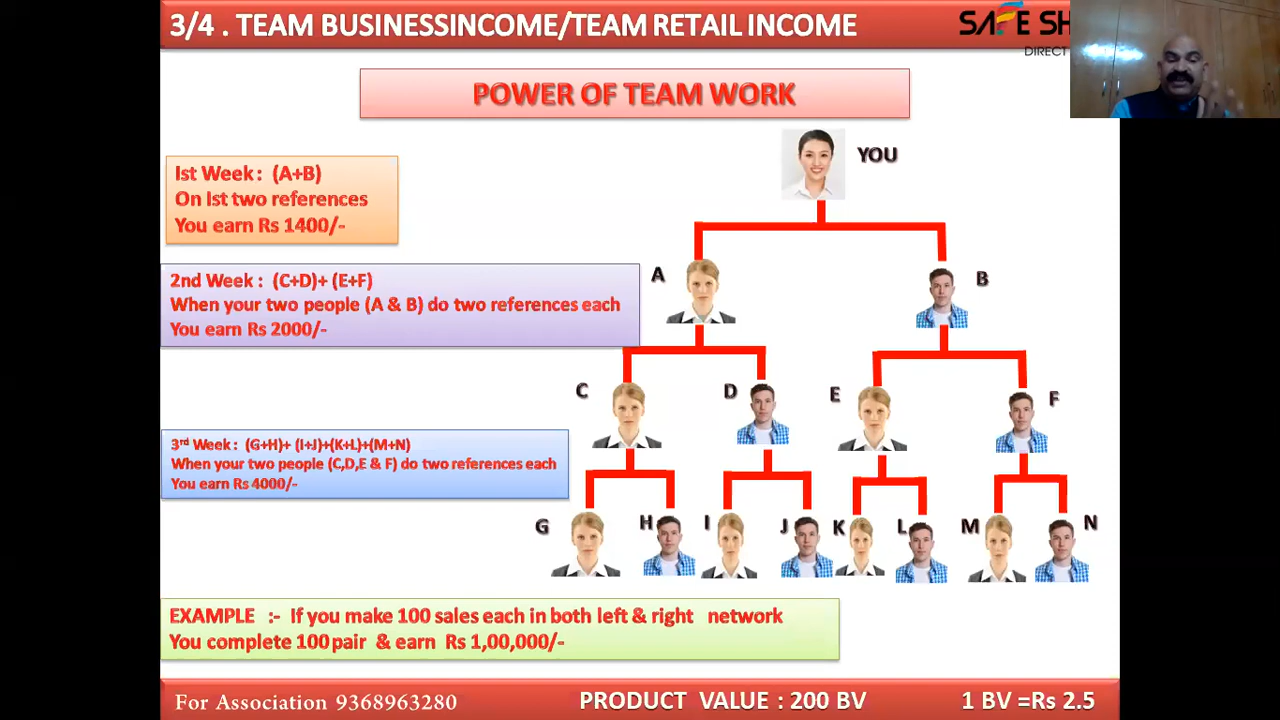 3/4 . TEAM BUSINESSINCOME/TEAM RETAIL INCOME
SAFE SH
DIRECT
POWER OF TEAM WORK
YOU
Ist Week : (A+B)
On Ist two references
You earn Rs 1400/-
2nd Week : (C+D)+ (E+F)
When your two people (A & B) do two references each
You earn Rs 2000/-
A
B
C
D
E
F
3rd Week : (G+H)+ (I+J)+(K+L)+(M+N)
When your two people (C,D,E & F) do two references each
You earn Rs 4000/-
G
H
I
J
K
L
M
N
EXAMPLE :- If you make 100 sales each in both left & right network
You complete 100 pair & earn Rs 1,00,000/-
For Association 9368963280
PRODUCT VALUE : 200 BV
1 BV =Rs 2.5